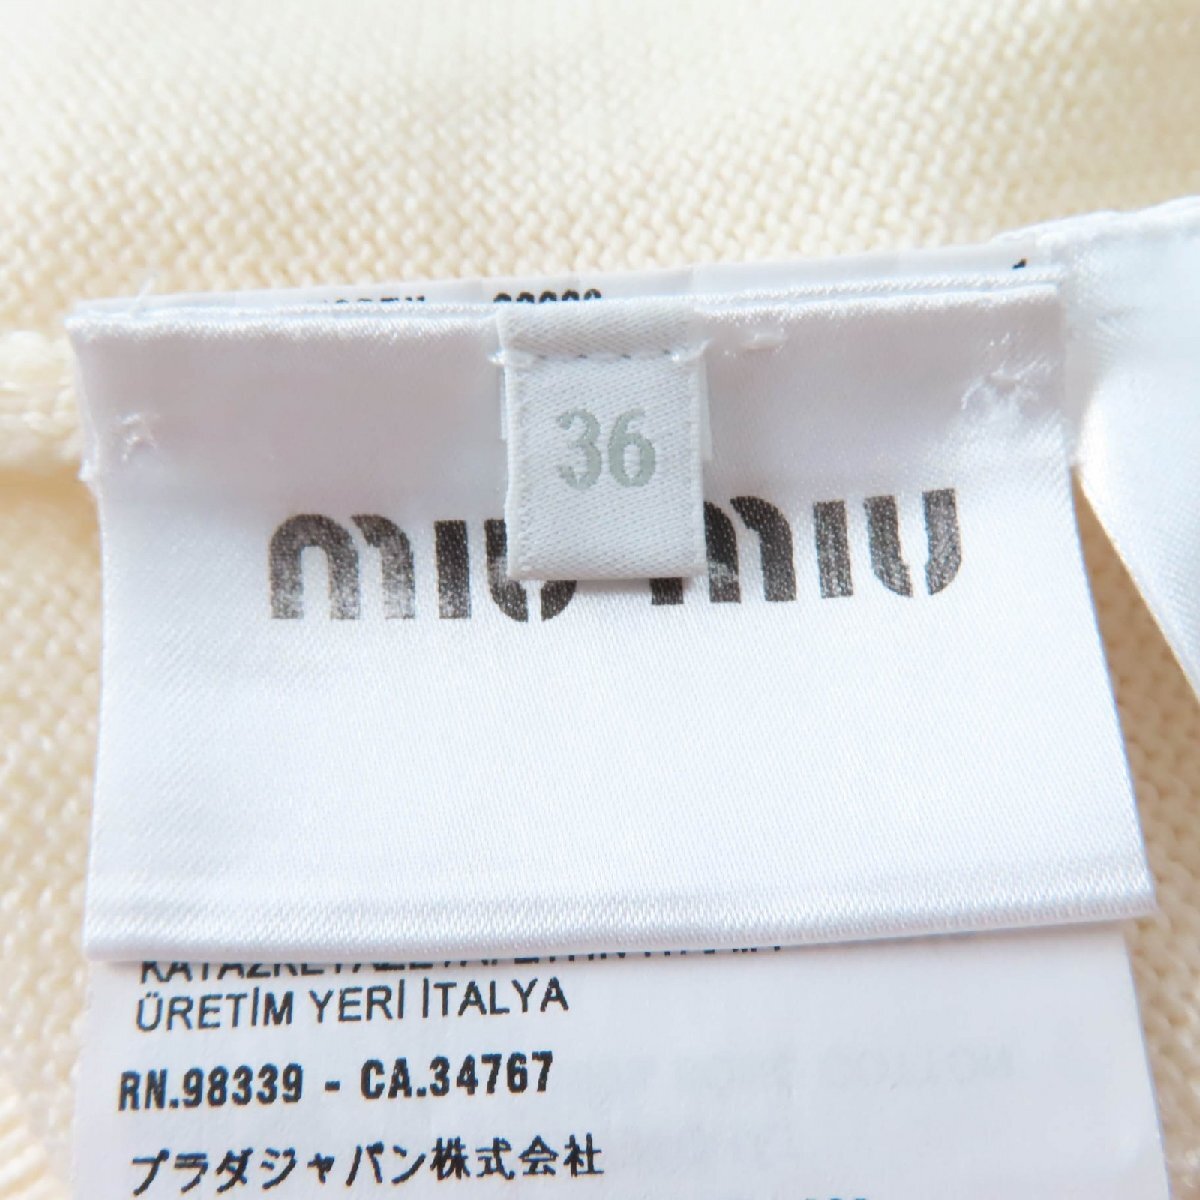 36
miu miu
ÜRETİM YERİ İTALYA
RN.98339 - CA.34767
プラダジャパン株式会社